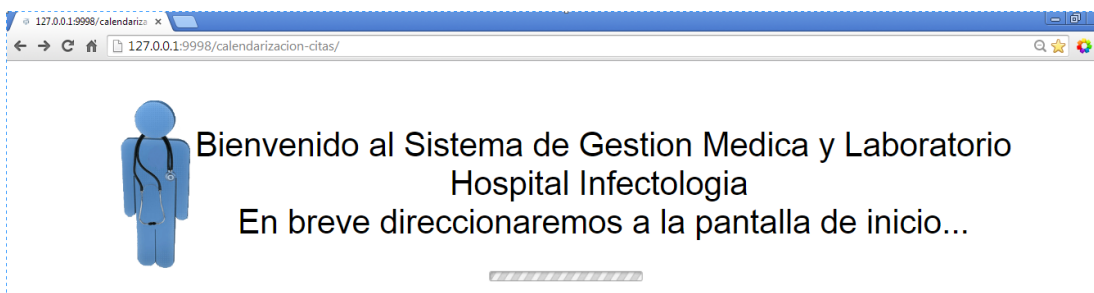 127.0.0.1:9998/calendariza
127.0.0.1:9998/calendarizacion-citas/
Bienvenido al Sistema de Gestion Medica y Laboratorio
Hospital Infectologia
En breve direccionaremos a la pantalla de inicio...